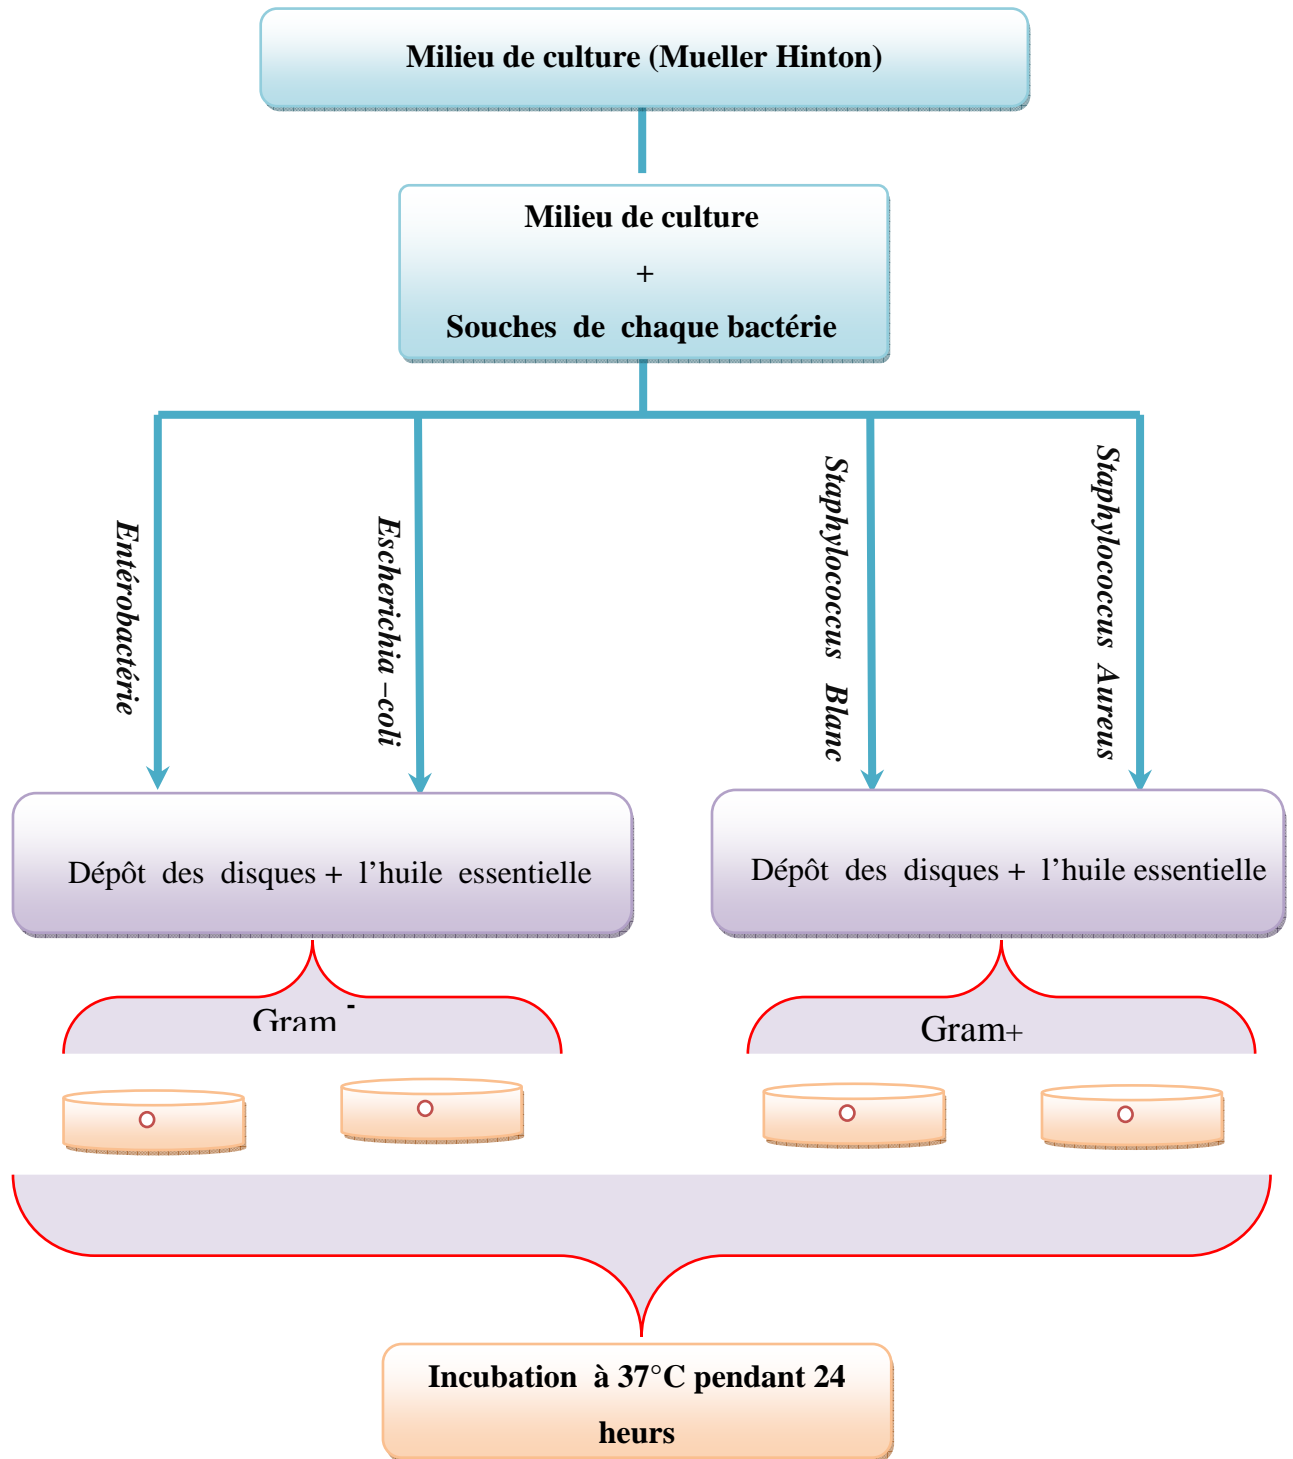 Milieu de culture (Mueller Hinton)
Milieu de culture
+
Souches de chaque bactérie
Entérobactérie
Escherichia –coli
Staphylococcus Blanc
Staphylococcus Aureus
Dépôt des disques + l’huile essentielle
Dépôt des disques + l’huile essentielle
Gram -
Gram+
Incubation à 37°C pendant 24
heurs